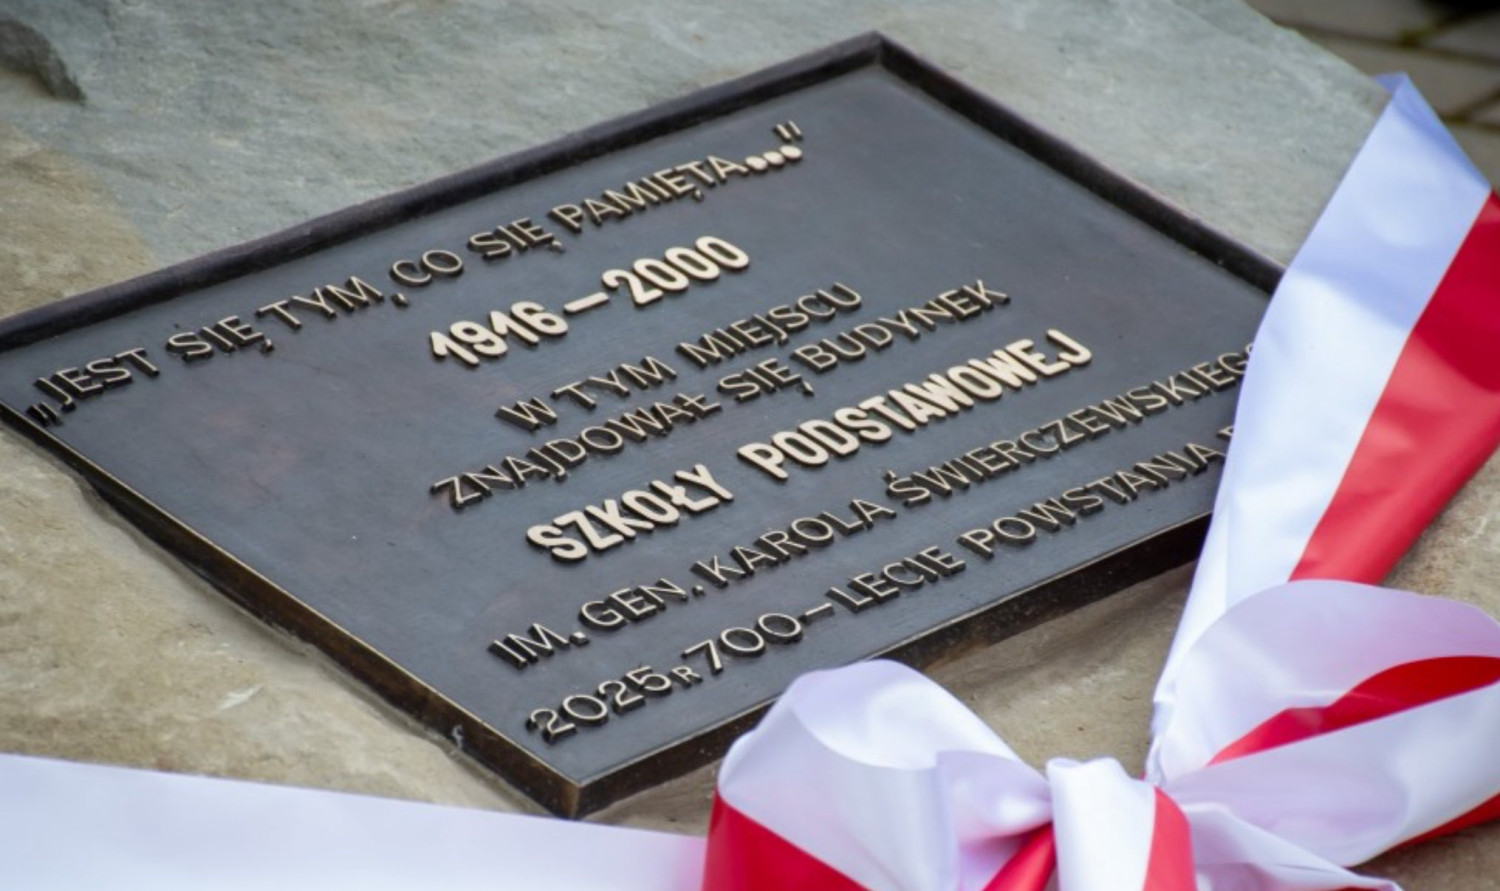 „JEST SIĘ TYM ,CO SIĘ PAMIĘTA..."
1916–2000
W TYM MIEJSCU
ZNAJDOWAŁ SIĘ BUDYNEK
SZKOŁY PODSTAWOWEJ
IM. GEN. KAROLA ŚWIERCZEWSKIEGO
2025R 700–LECIE POWSTANIA